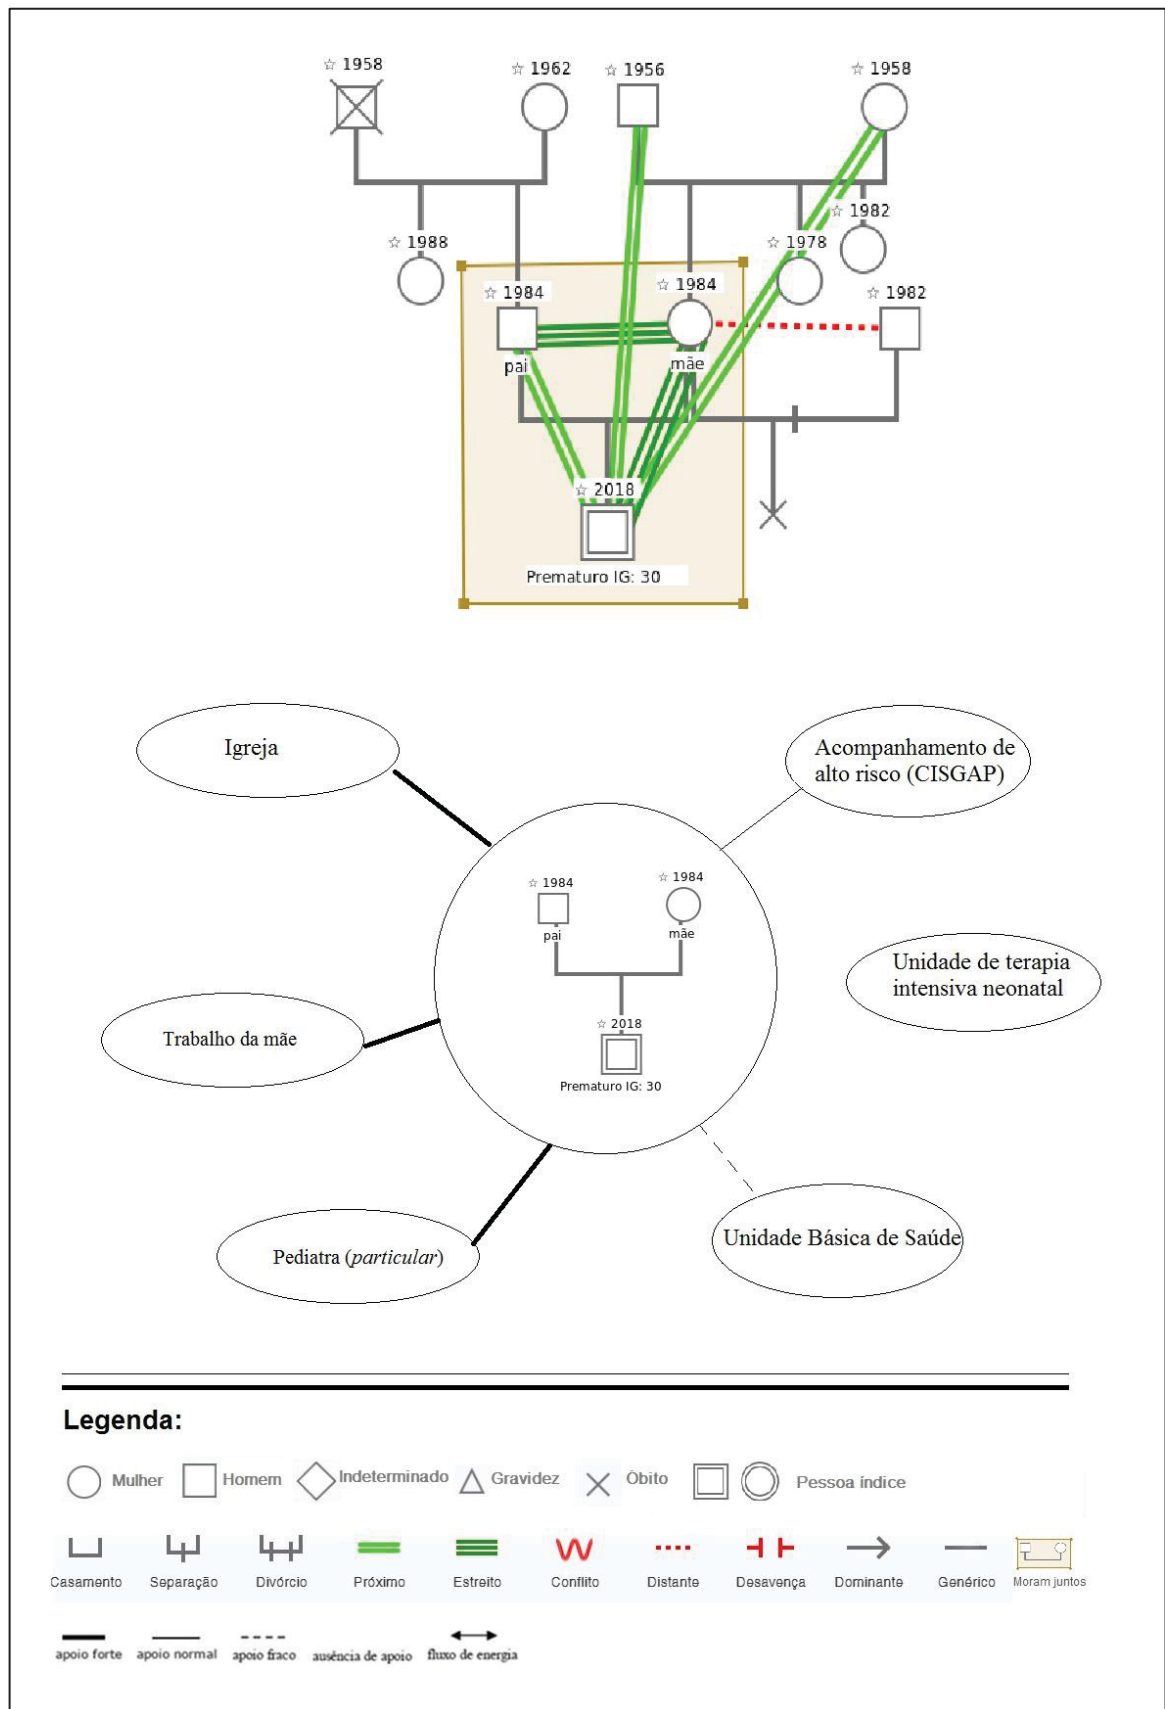 ☆ 1958
☆ 1962
☆ 1956
☆ 1958
☆ 1988
☆ 1978
☆ 1982
☆ 1984
☆ 1984
☆ 1982
pai
mãe
☆ 2018
Prematuro IG: 30
Igreja
Acompanhamento de
alto risco (CISGAP)
☆ 1984
☆ 1984
pai
mãe
Unidade de terapia
intensiva neonatal
Trabalho da mãe
☆ 2018
Prematuro IG: 30
Pediatra (particular)
Unidade Básica de Saúde
Legenda:
Mulher Homem Indeterminado Gravidez Óbito Pessoa índice
Casamento Separação Divórcio Próximo Estreito Conflito Distante Desavença Dominante Genérico Moram juntos
apoio forte apoio normal apoio fraco ausência de apoio fluxo de energia